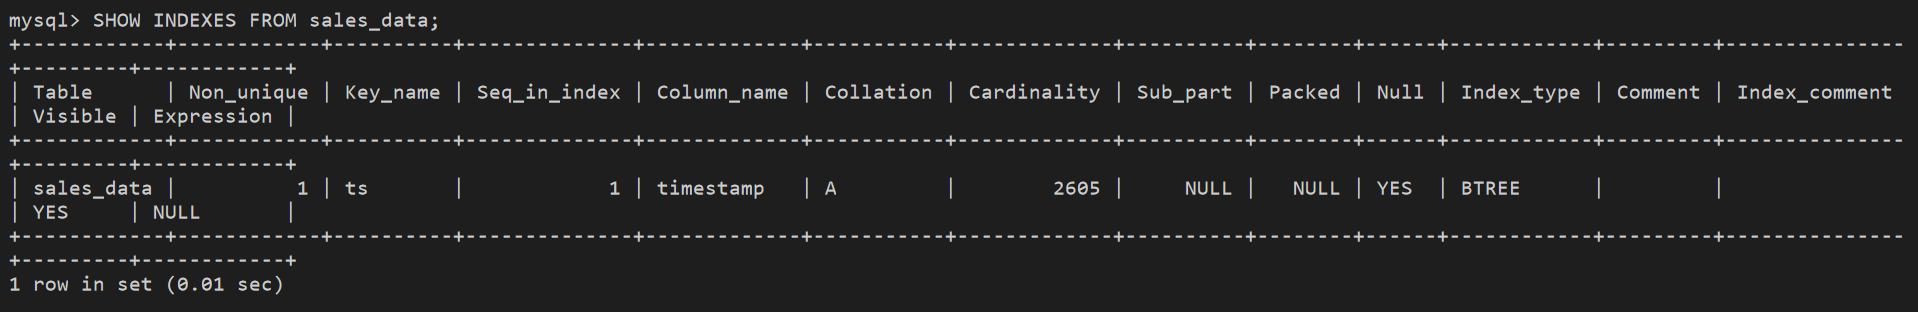 mysql> SHOW INDEXES FROM sales_data;
+------------+------------+----------+--------------+-------------+-----------+-------------+----------+--------+------+------------+---------+---------------
+---------+------------+
| Table      | Non_unique | Key_name | Seq_in_index | Column_name | Collation | Cardinality | Sub_part | Packed | Null | Index_type | Comment | Index_comment
| Visible | Expression |
+------------+------------+----------+--------------+-------------+-----------+-------------+----------+--------+------+------------+---------+---------------
+---------+------------+
| sales_data |          1 | ts       |            1 | timestamp   | A         |        2605 |     NULL |   NULL | YES  | BTREE      |         |
| YES     | NULL       |
+------------+------------+----------+--------------+-------------+-----------+-------------+----------+--------+------+------------+---------+---------------
+---------+------------+
1 row in set (0.01 sec)